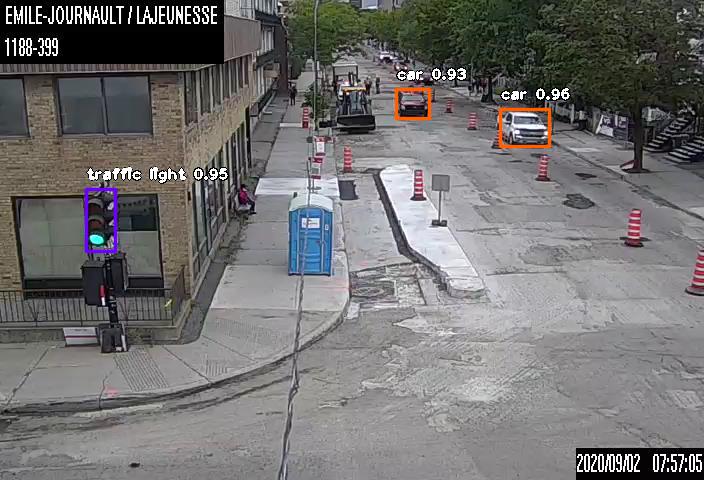 EMILE-JOURNAULT / LAJEUNESSE
1188-399
car 0.93
car 0.96
traffic light 0.95
2020/09/02 07:57:05